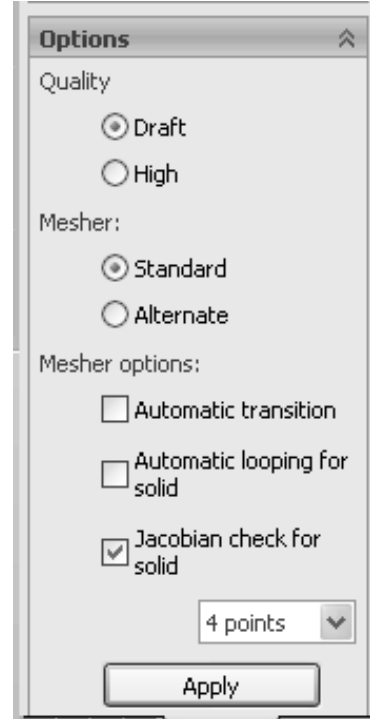 Options
Quality
Draft
High
Mesher:
Standard
Alternate
Mesher options:
Automatic transition
Automatic looping for
solid
Jacobian check for
solid
4 points
Apply